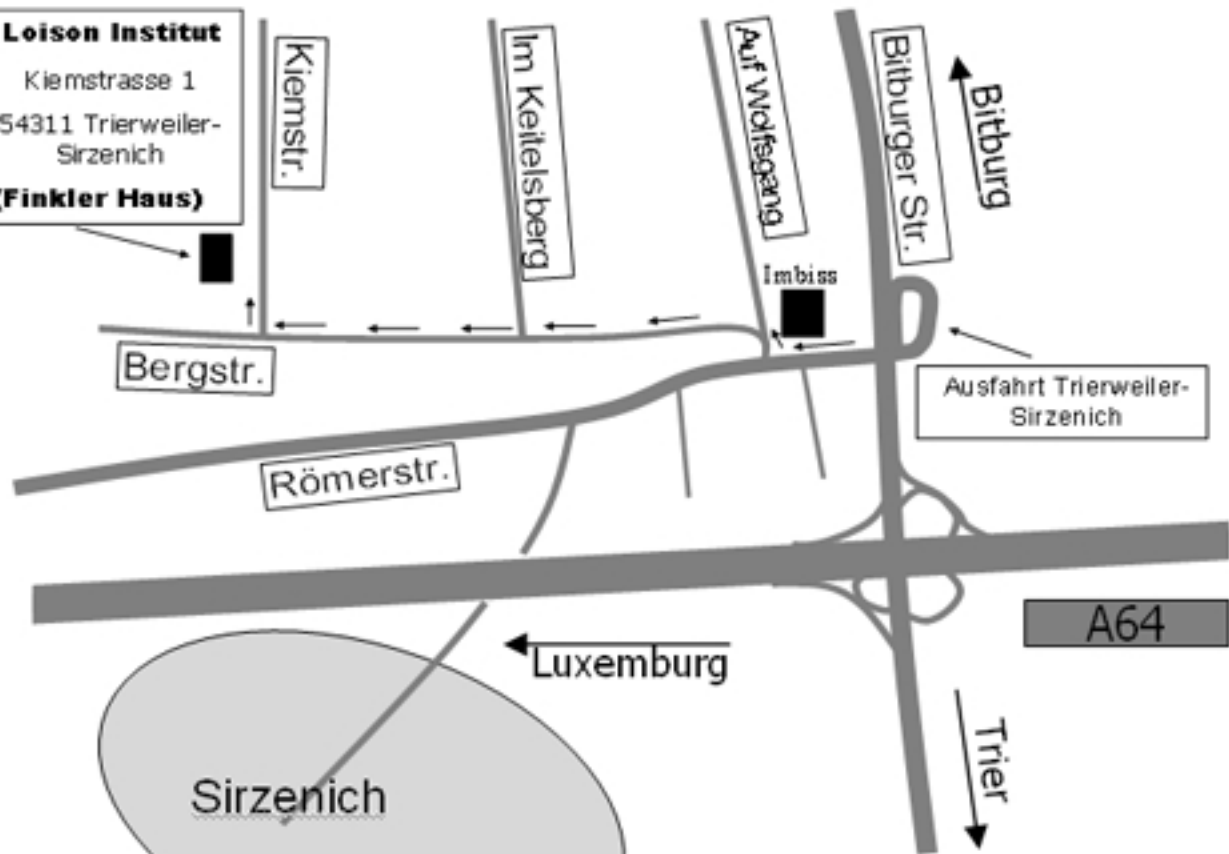 Loison Institut
Kiemstrasse 1
54311 Trierweiler-
Sirzenich
(Finkler Haus)
Kiemstr.
Im Keitelsberg
Auf Wolfsgang
Bitburger Str.
Bitburg
Imbiss
Bergstr.
Ausfahrt Trierweiler-
Sirzenich
Römerstr.
A64
Luxemburg
Trier
Sirzenich